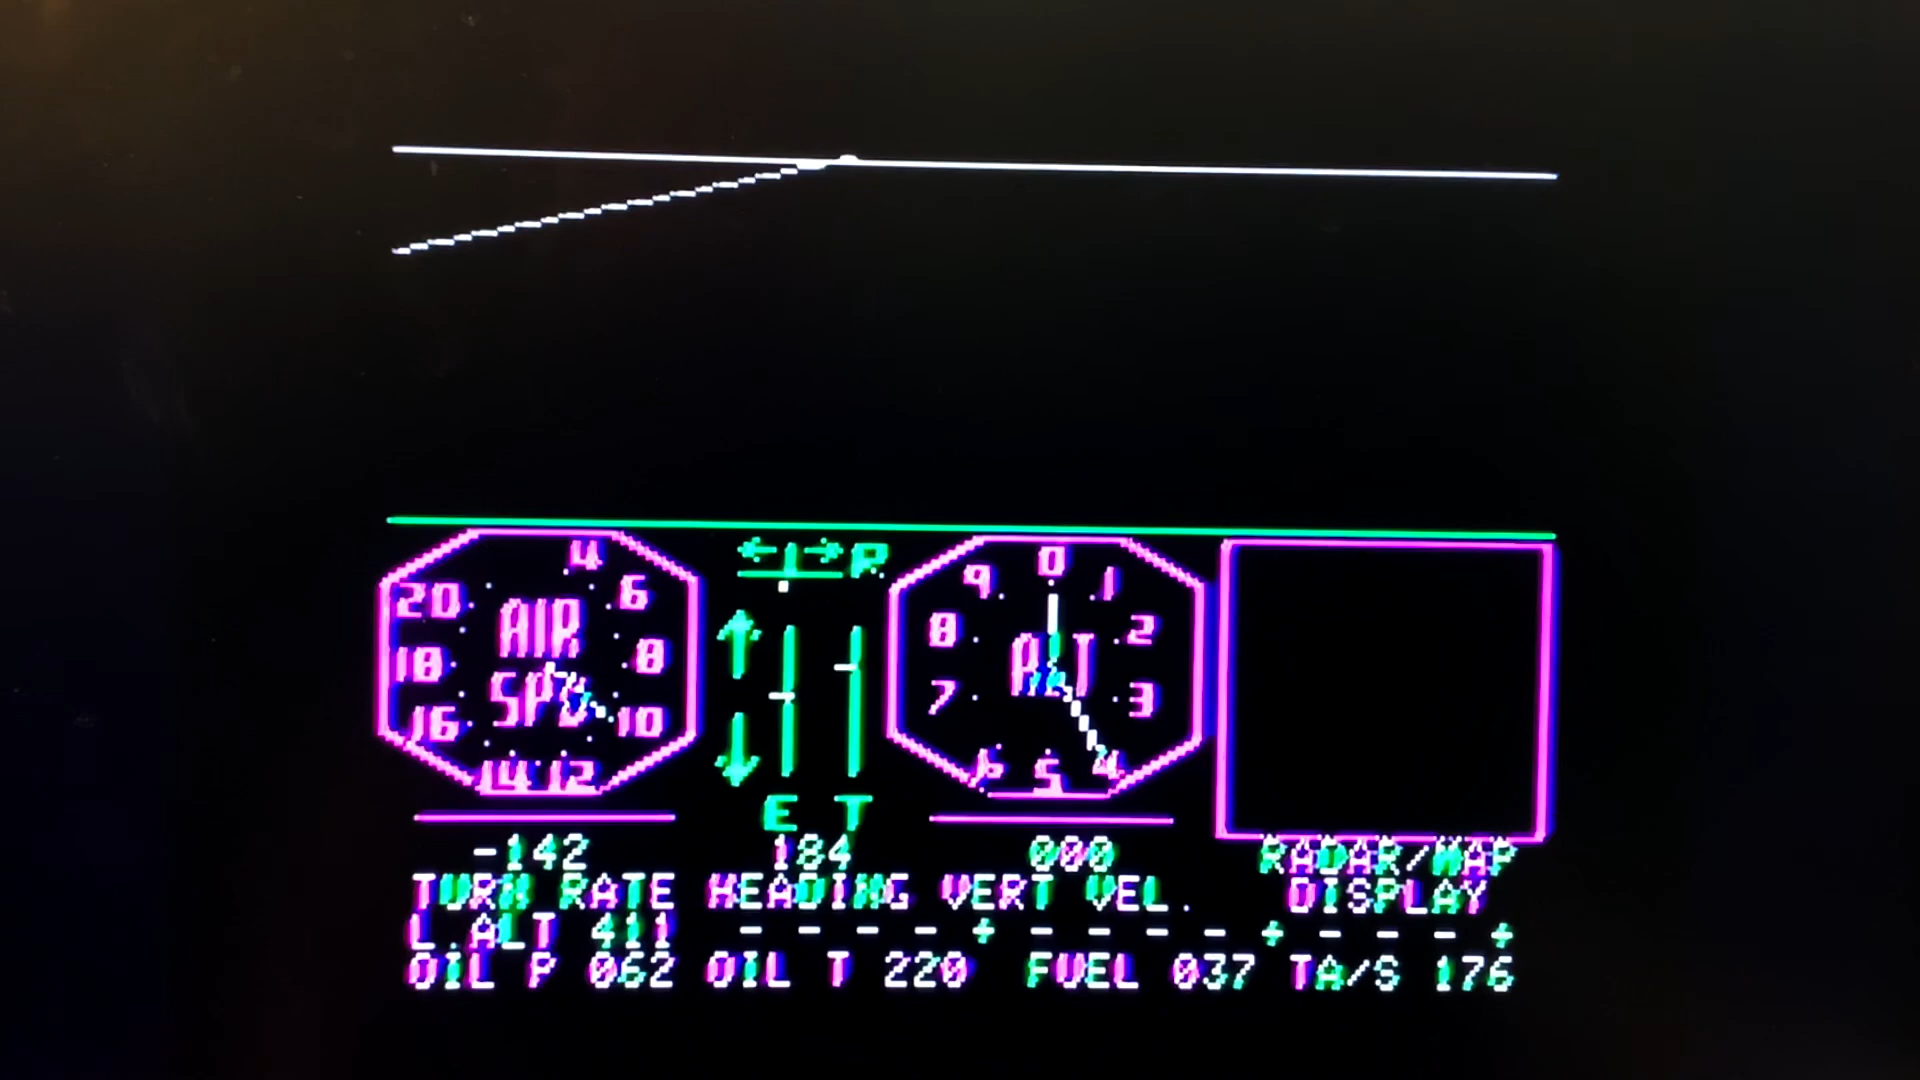 4
6
8
10
12
14
16
18
20
AIR
SPD
R
E T
0
1
2
3
4
5
6
7
8
9
ALT
-142 184 000
RADAR/MAP
TURN RATE HEADING VERT VEL. DISPLAY
L.ALT 411 - - - - + - - - - + - - - +
OIL P 062 OIL T 220 FUEL 037 TA/S 176